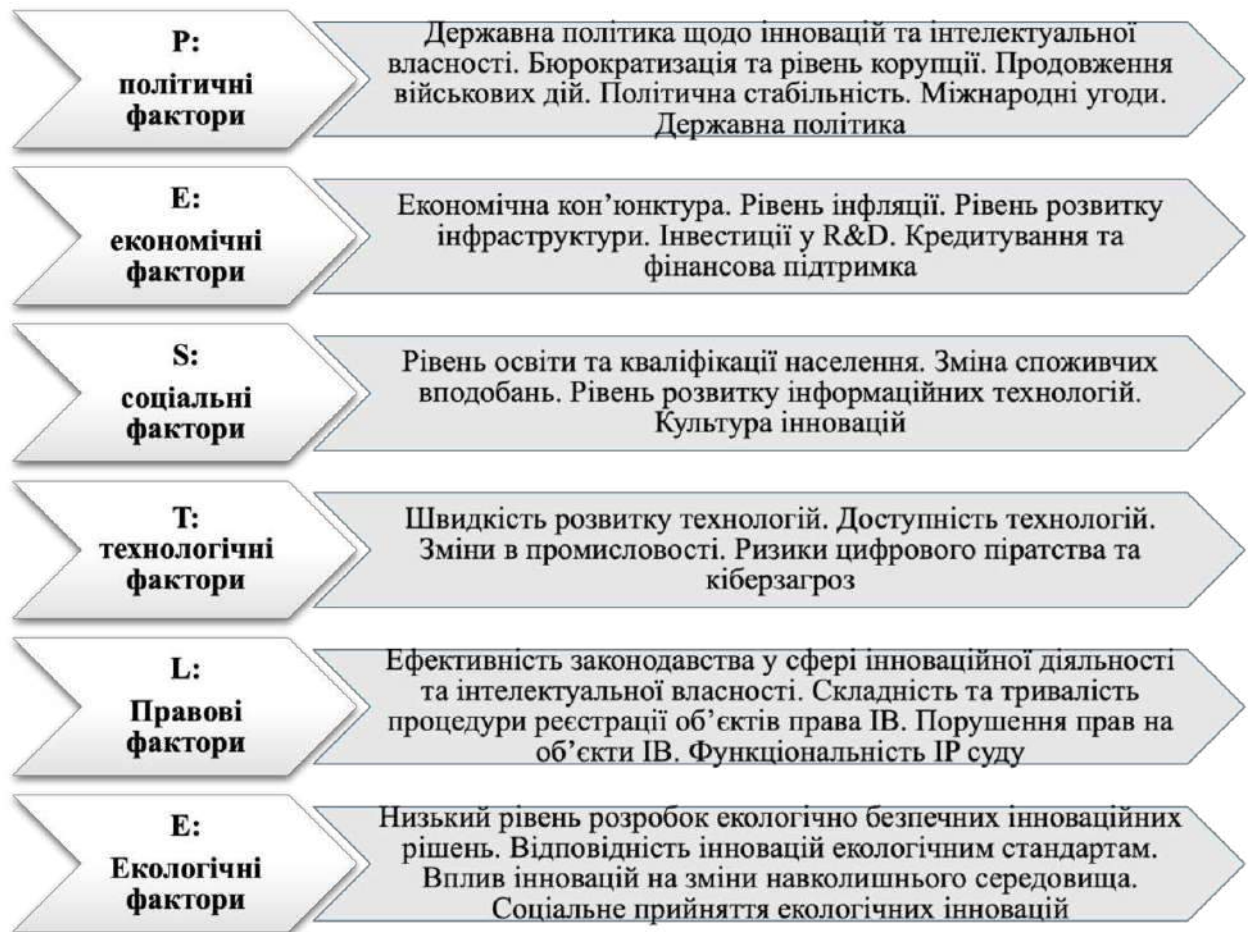 P:
політичні
фактори
Державна політика щодо інновацій та інтелектуальної
власності. Бюрократизація та рівень корупції. Продовження
військових дій. Політична стабільність. Міжнародні угоди.
Державна політика
E:
економічні
фактори
Економічна кон’юнктура. Рівень інфляції. Рівень розвитку
інфраструктури. Інвестиції у R&D. Кредитування та
фінансова підтримка
S:
соціальні
фактори
Рівень освіти та кваліфікації населення. Зміна споживчих
вподобань. Рівень розвитку інформаційних технологій.
Культура інновацій
T:
технологічні
фактори
Швидкість розвитку технологій. Доступність технологій.
Зміни в промисловості. Ризики цифрового піратства та
кіберзагроз
L:
Правові
фактори
Ефективність законодавства у сфері інноваційної діяльності
та інтелектуальної власності. Складність та тривалість
процедури реєстрації об’єктів права ІВ. Порушення прав на
об’єкти ІВ. Функціональність IP суду
E:
Екологічні
фактори
Низький рівень розробок екологічно безпечних інноваційних
рішень. Відповідність інновацій екологічним стандартам.
Вплив інновацій на зміни навколишнього середовища.
Соціальне прийняття екологічних інновацій